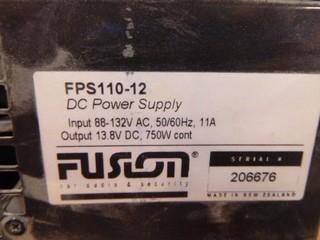 FPS110-12
DC Power Supply
Input 88-132V AC, 50/60Hz, 11A
Output 13.8V DC, 750W cont
FUSION®
car audio & security
SERIAL #
206676
MADE IN NEW ZEALAND